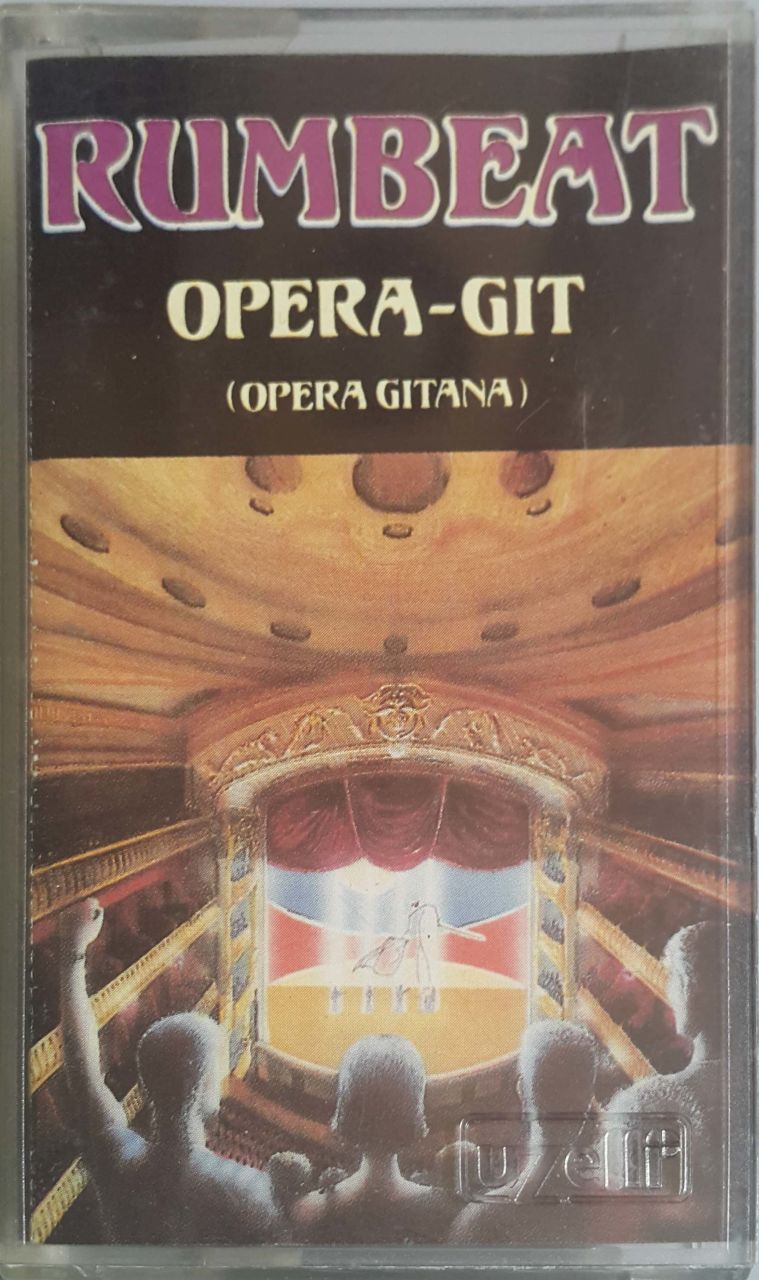 RUMBEAT
OPERA-GIT
(OPERA GITANA)
uZelli